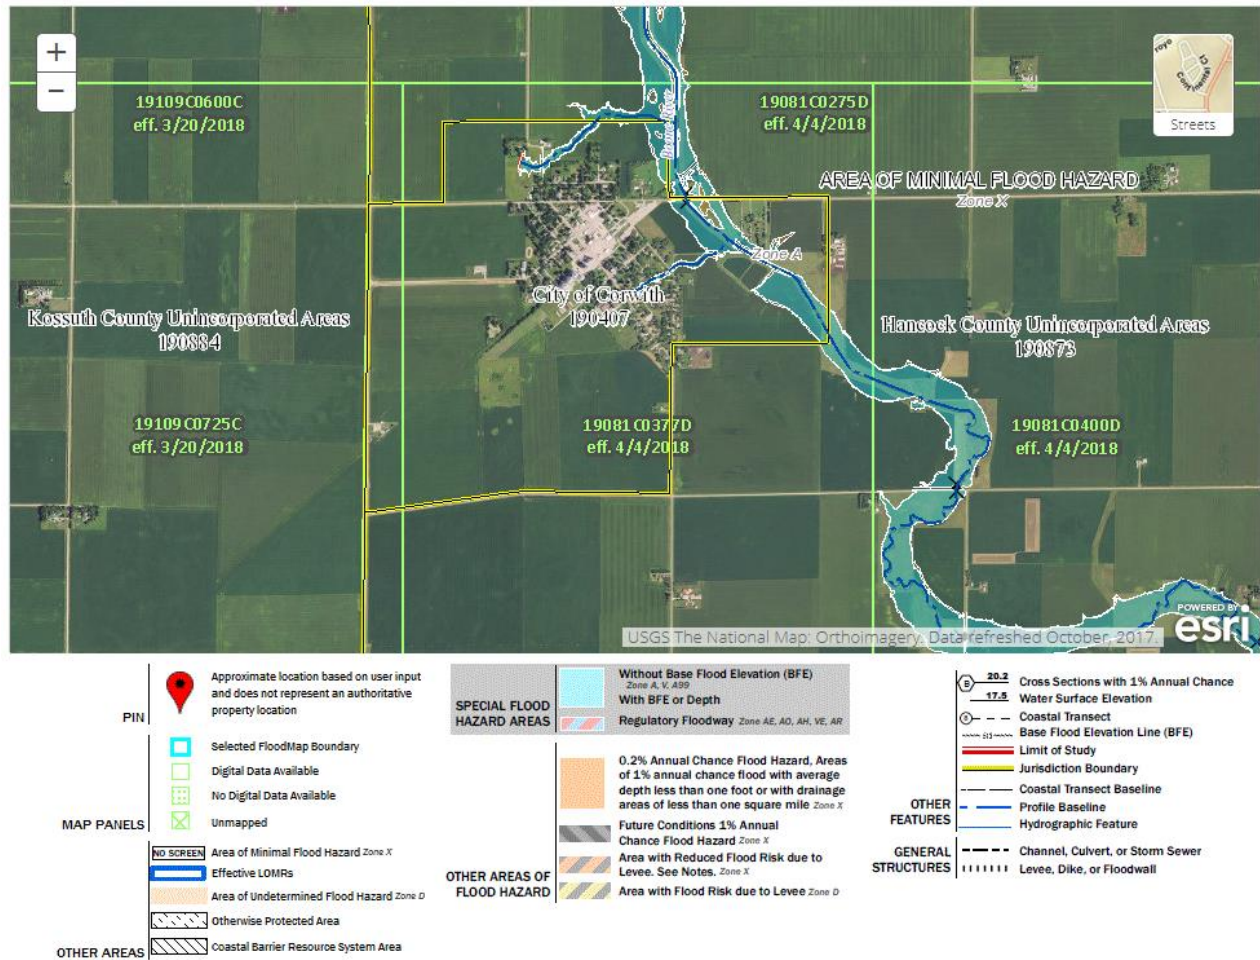 +
−
19109C0600C
eff. 3/20/2018
Boone River
19081C0275D
eff. 4/4/2018
Streets
AREA OF MINIMAL FLOOD HAZARD
Zone X
Zone A
City of Corwith
190407
Kossuth County Unincorporated Areas
190884
Hancock County Unincorporated Areas
190873
19109C0725C
eff. 3/20/2018
19081C0377D
eff. 4/4/2018
19081C0400D
eff. 4/4/2018
POWERED BY
esri
USGS The National Map: Orthoimagery. Data refreshed October, 2017.
PIN
Approximate location based on user input
and does not represent an authoritative
property location
MAP PANELS
Selected FloodMap Boundary
Digital Data Available
No Digital Data Available
Unmapped
OTHER AREAS
NO SCREEN Area of Minimal Flood Hazard Zone X
Effective LOMRs
Area of Undetermined Flood Hazard Zone D
Otherwise Protected Area
Coastal Barrier Resource System Area
SPECIAL FLOOD
HAZARD AREAS
Without Base Flood Elevation (BFE)
Zone A, V, A99
With BFE or Depth
Regulatory Floodway Zone AE, AO, AH, VE, AR
OTHER AREAS OF
FLOOD HAZARD
0.2% Annual Chance Flood Hazard, Areas
of 1% annual chance flood with average
depth less than one foot or with drainage
areas of less than one square mile Zone X
Future Conditions 1% Annual
Chance Flood Hazard Zone X
Area with Reduced Flood Risk due to
Levee. See Notes. Zone X
Area with Flood Risk due to Levee Zone D
OTHER
FEATURES
20.2 Cross Sections with 1% Annual Chance
17.5 Water Surface Elevation
Coastal Transect
Base Flood Elevation Line (BFE)
Limit of Study
Jurisdiction Boundary
Coastal Transect Baseline
Profile Baseline
Hydrographic Feature
GENERAL
STRUCTURES
Channel, Culvert, or Storm Sewer
Levee, Dike, or Floodwall